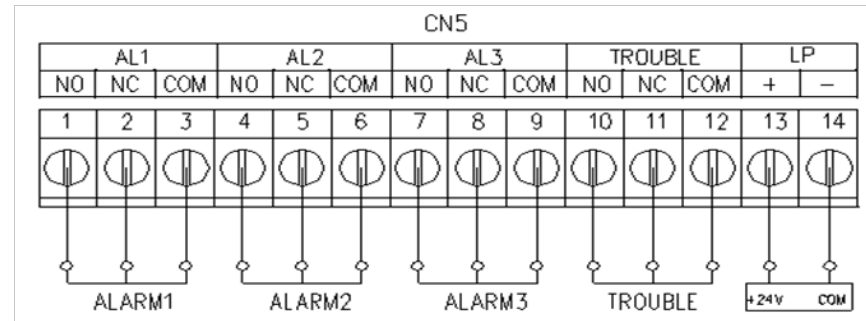 CN5
AL1 AL2 AL3 TROUBLE LP
NO NC COM NO NC COM NO NC COM NO NC COM + −
1 2 3 4 5 6 7 8 9 10 11 12 13 14
ALARM1 ALARM2 ALARM3 TROUBLE +24V COM